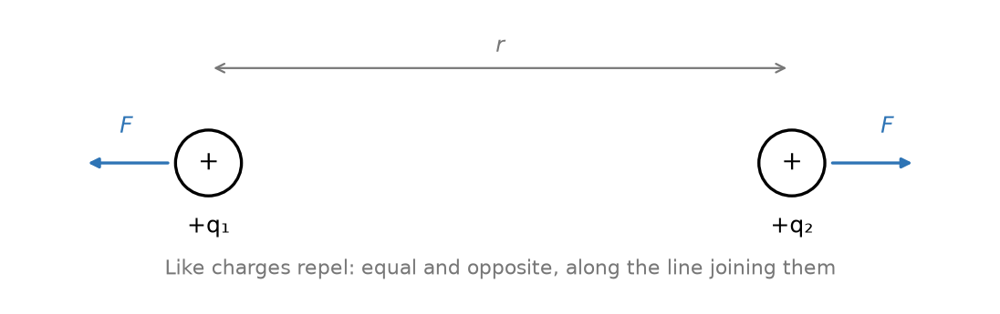 r
F
F
+
+
+q₁
+q₂
Like charges repel: equal and opposite, along the line joining them